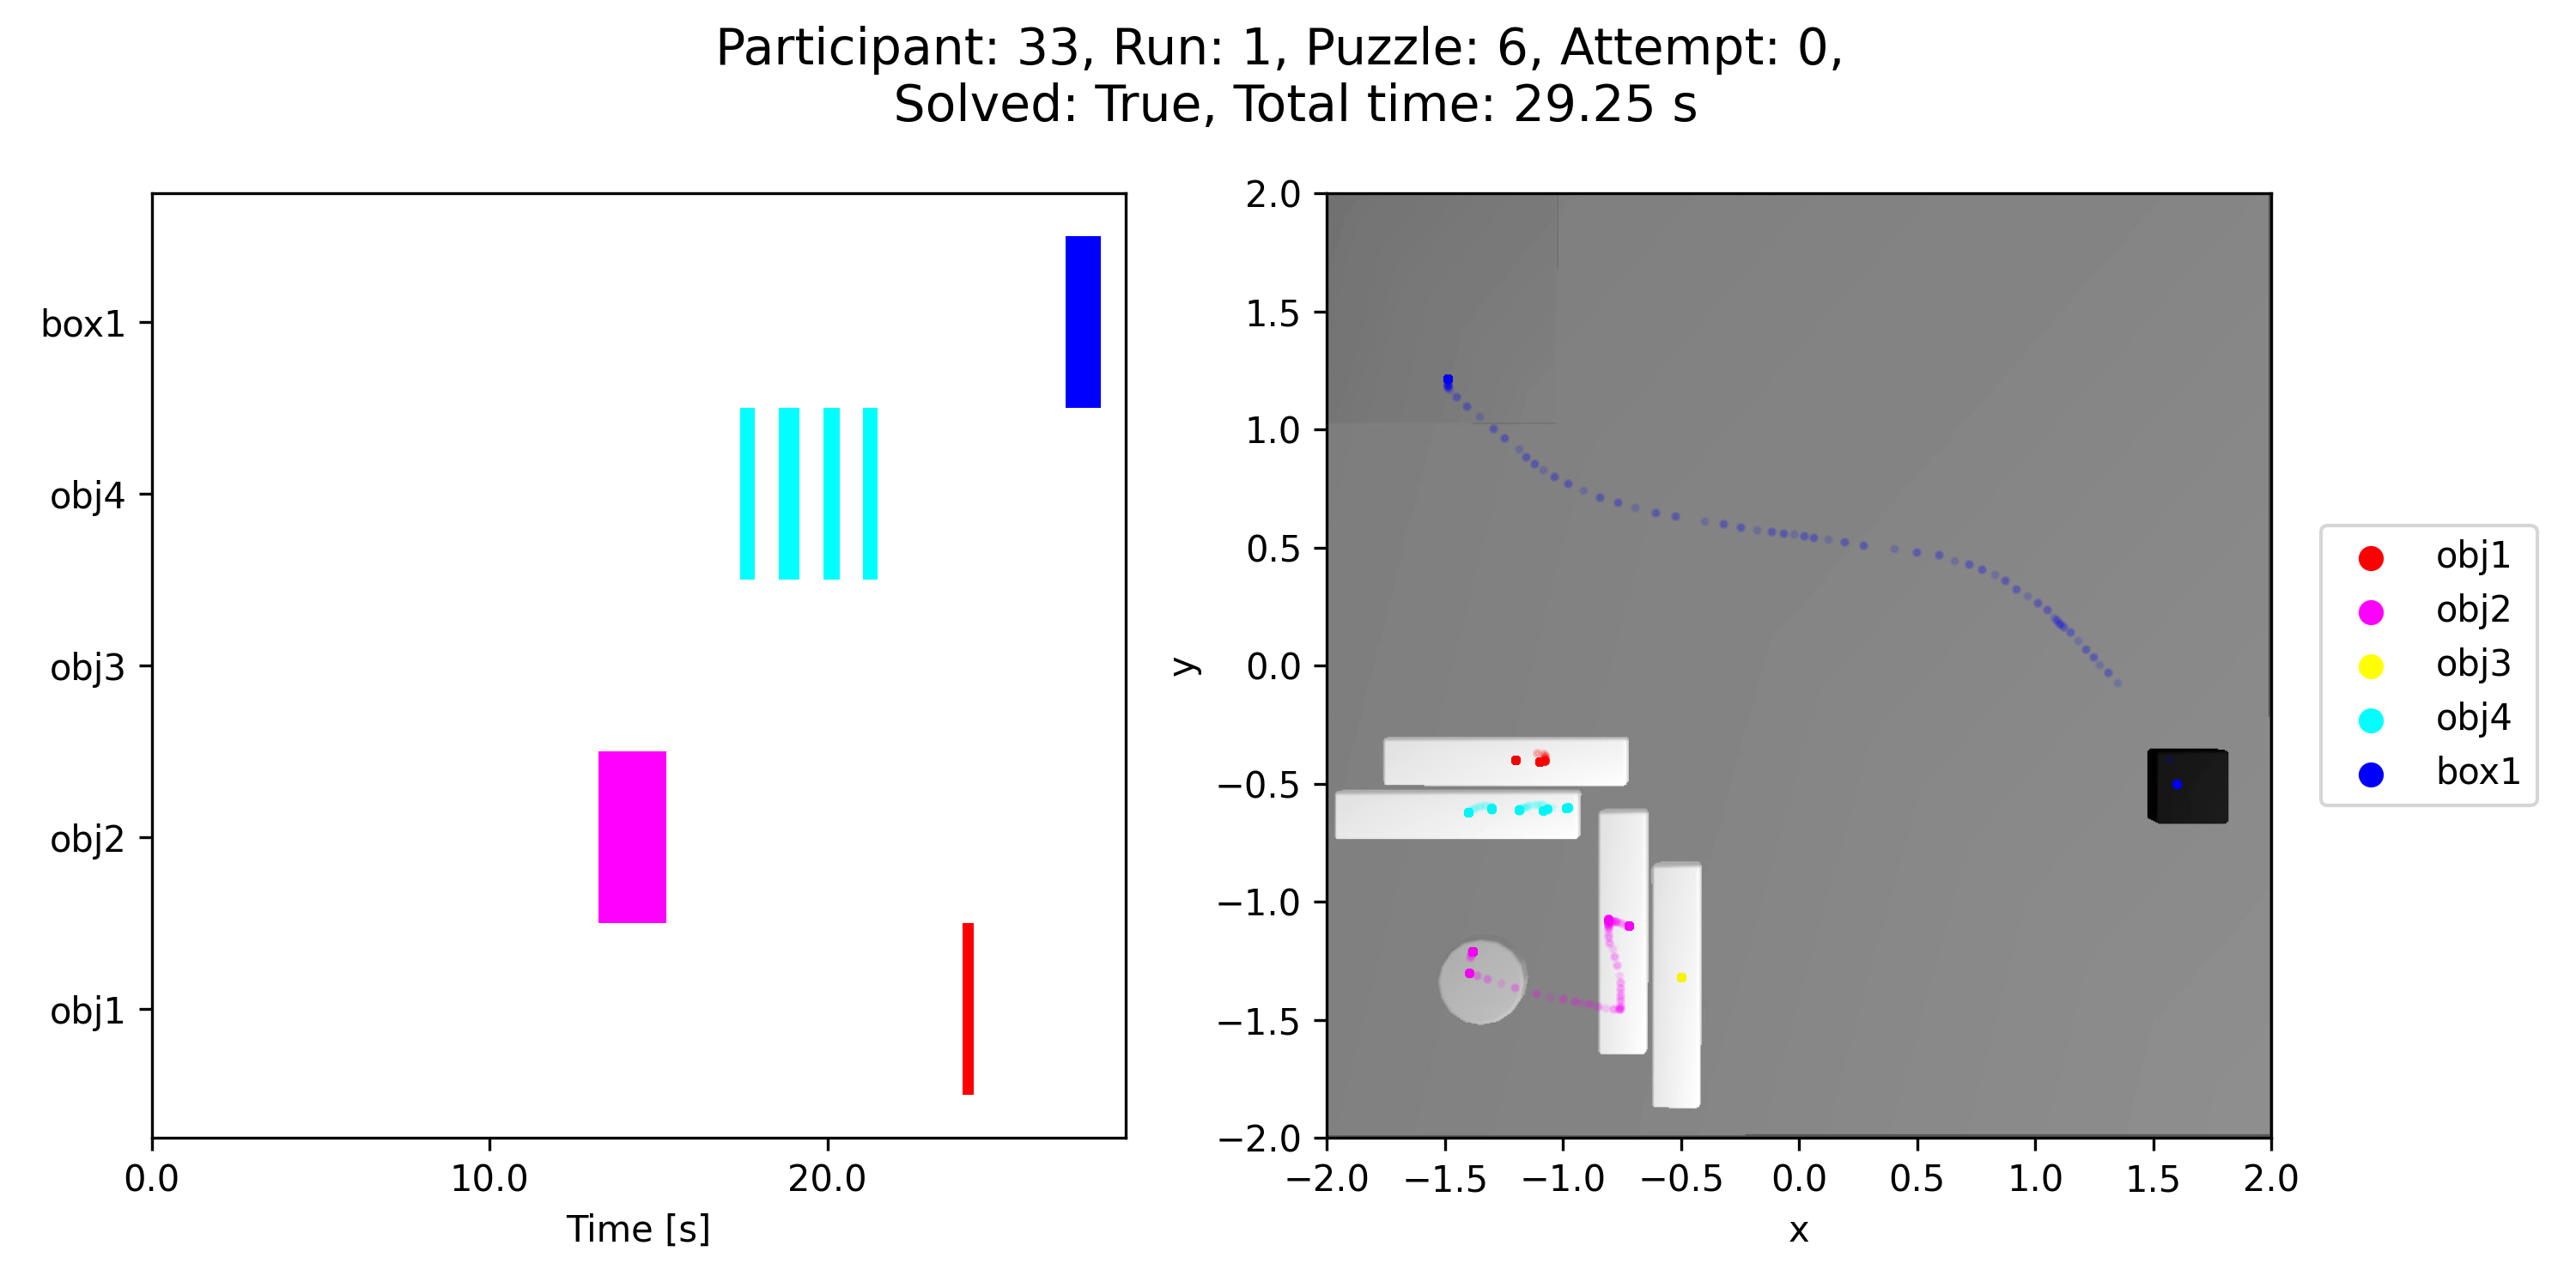 Participant: 33, Run: 1, Puzzle: 6, Attempt: 0,
Solved: True, Total time: 29.25 s
box1
obj4
obj3
obj2
obj1
0.0
10.0
20.0
Time [s]
2.0
1.5
1.0
0.5
0.0
−0.5
−1.0
−1.5
−2.0
y
−2.0
−1.5
−1.0
−0.5
0.0
0.5
1.0
1.5
2.0
x
obj1
obj2
obj3
obj4
box1